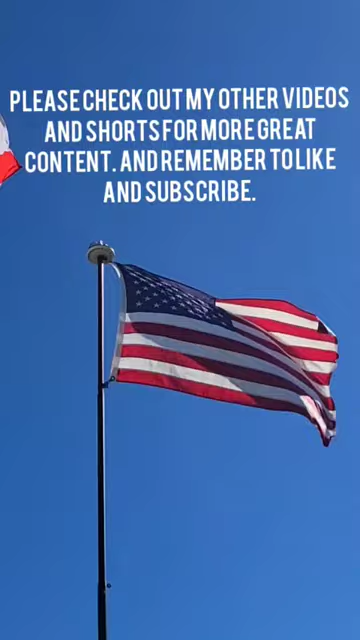 PLEASE CHECK OUT MY OTHER VIDEOS
AND SHORTS FOR MORE GREAT
CONTENT. AND REMEMBER TO LIKE
AND SUBSCRIBE.